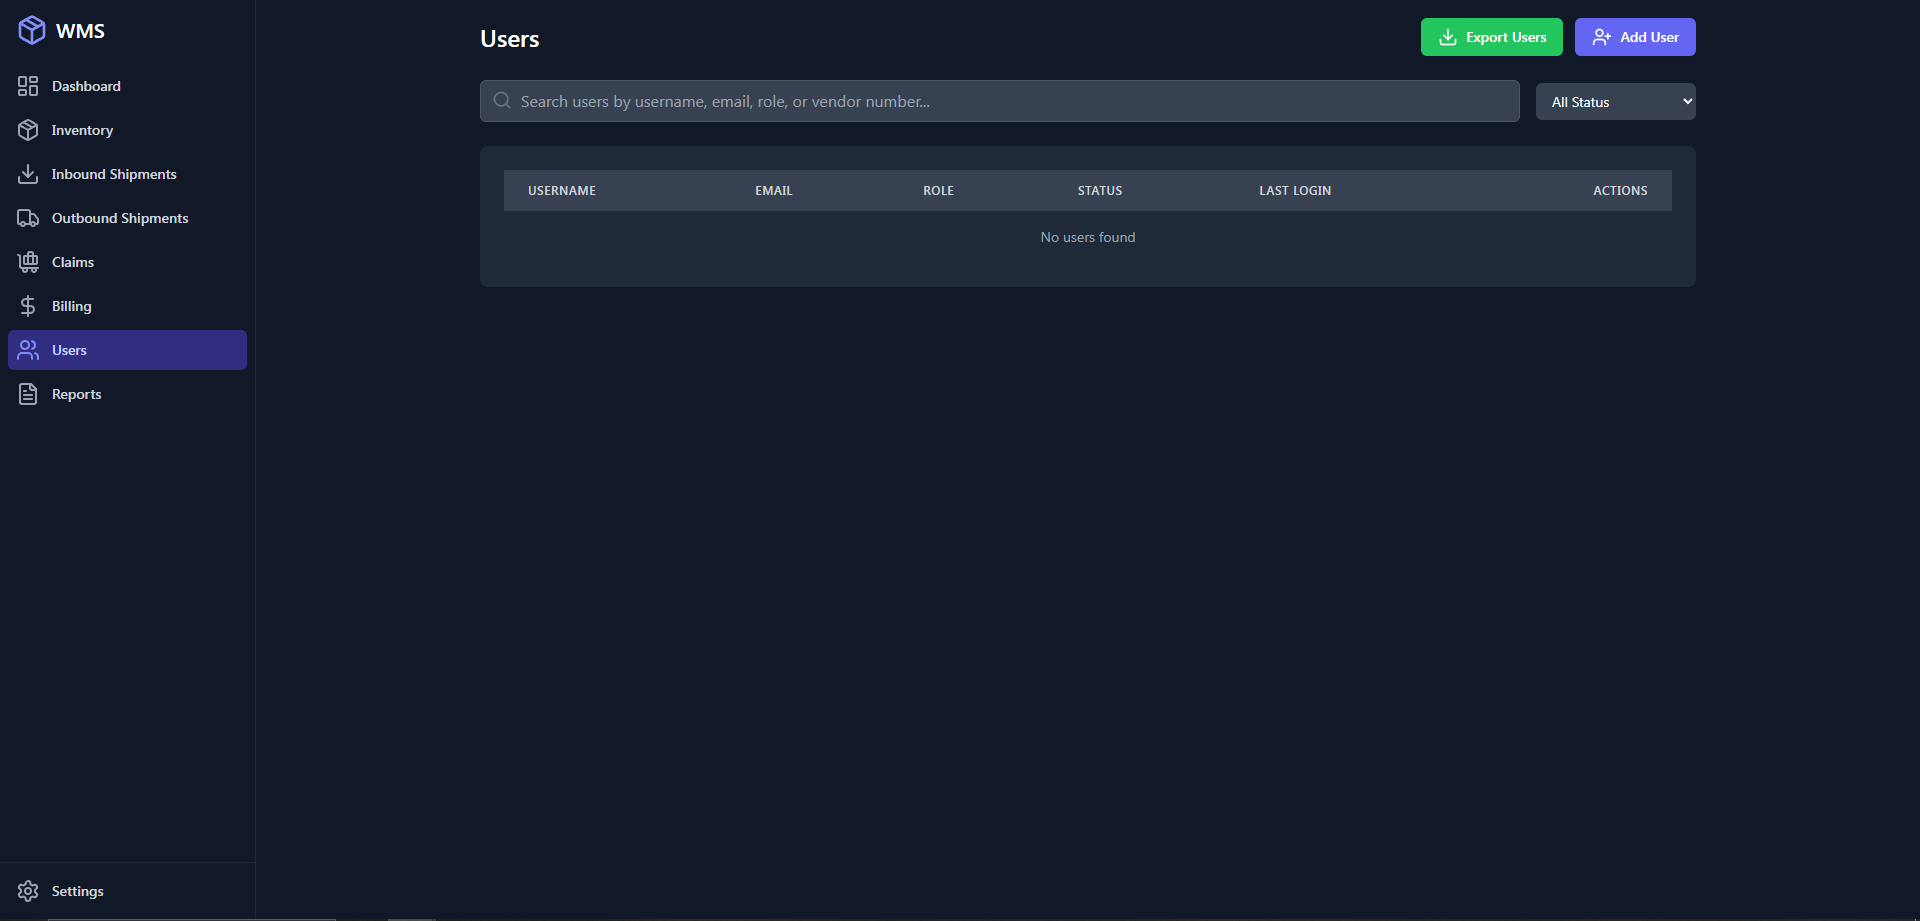 WMS
Dashboard
Inventory
Inbound Shipments
Outbound Shipments
Claims
Billing
Users
Reports
Settings
Users
Export Users
Add User
Search users by username, email, role, or vendor number...
All Status
USERNAME EMAIL ROLE STATUS LAST LOGIN ACTIONS
No users found